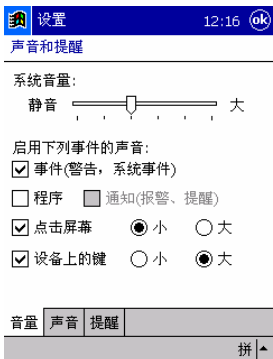 设置 12:16 ok
声音和提醒
系统音量:
静音 大
启用下列事件的声音:
事件(警告，系统事件)
程序 通知(报警、提醒)
点击屏幕 小 大
设备上的键 小 大
音量 声音 提醒
拼